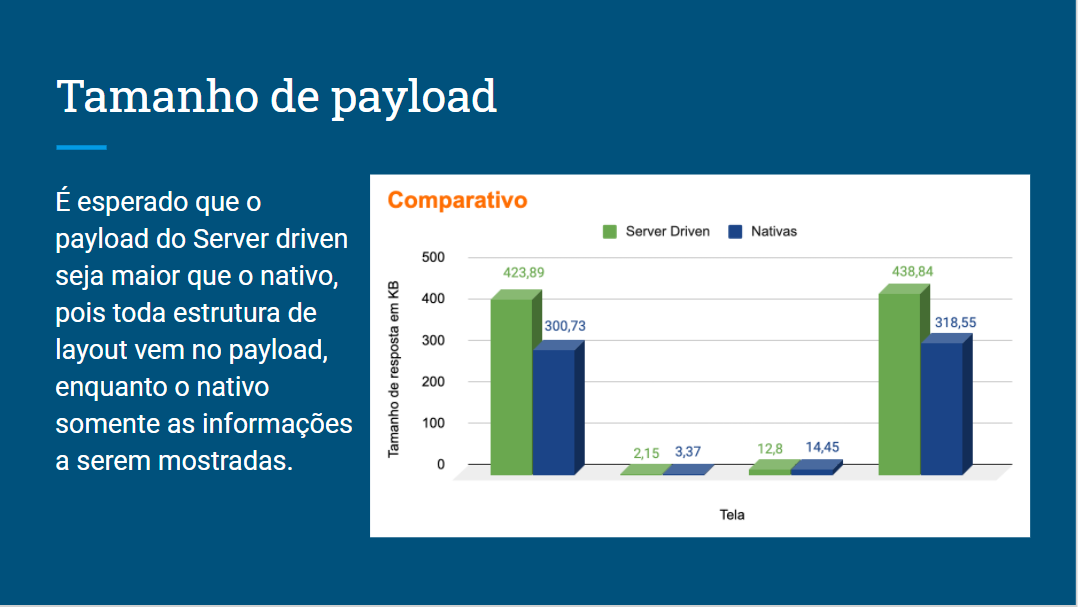 Tamanho de payload
É esperado que o
payload do Server driven
seja maior que o nativo,
pois toda estrutura de
layout vem no payload,
enquanto o nativo
somente as informações
a serem mostradas.
Comparativo
Server Driven
Nativas
Tamanho de resposta em KB
500
400
300
200
100
0
423,89
300,73
2,15
3,37
12,8
14,45
438,84
318,55
Tela